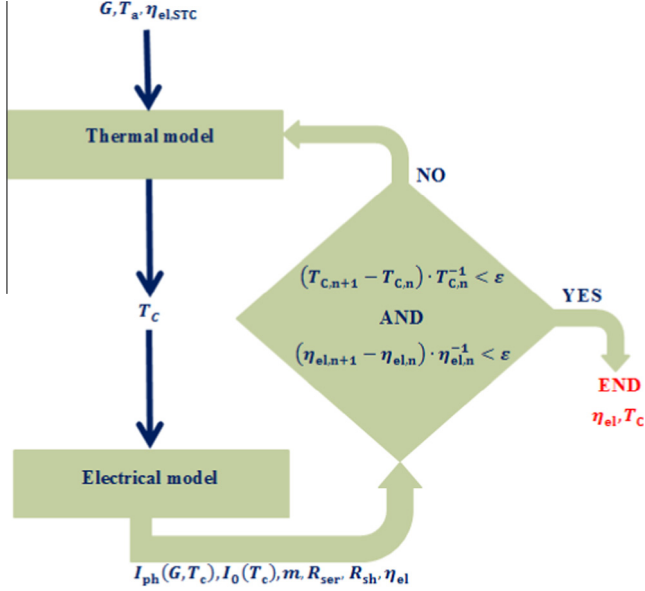 G,Tₐ,η_el,STC
Thermal model
NO
(T_C,n+1 − T_C,n) · T_C,n⁻¹ < ε
YES
T_C
AND
(η_el,n+1 − η_el,n) · η_el,n⁻¹ < ε
END
η_el,T_C
Electrical model
I_ph(G,T_c),I_0(T_c),m,R_ser,R_sh,η_el